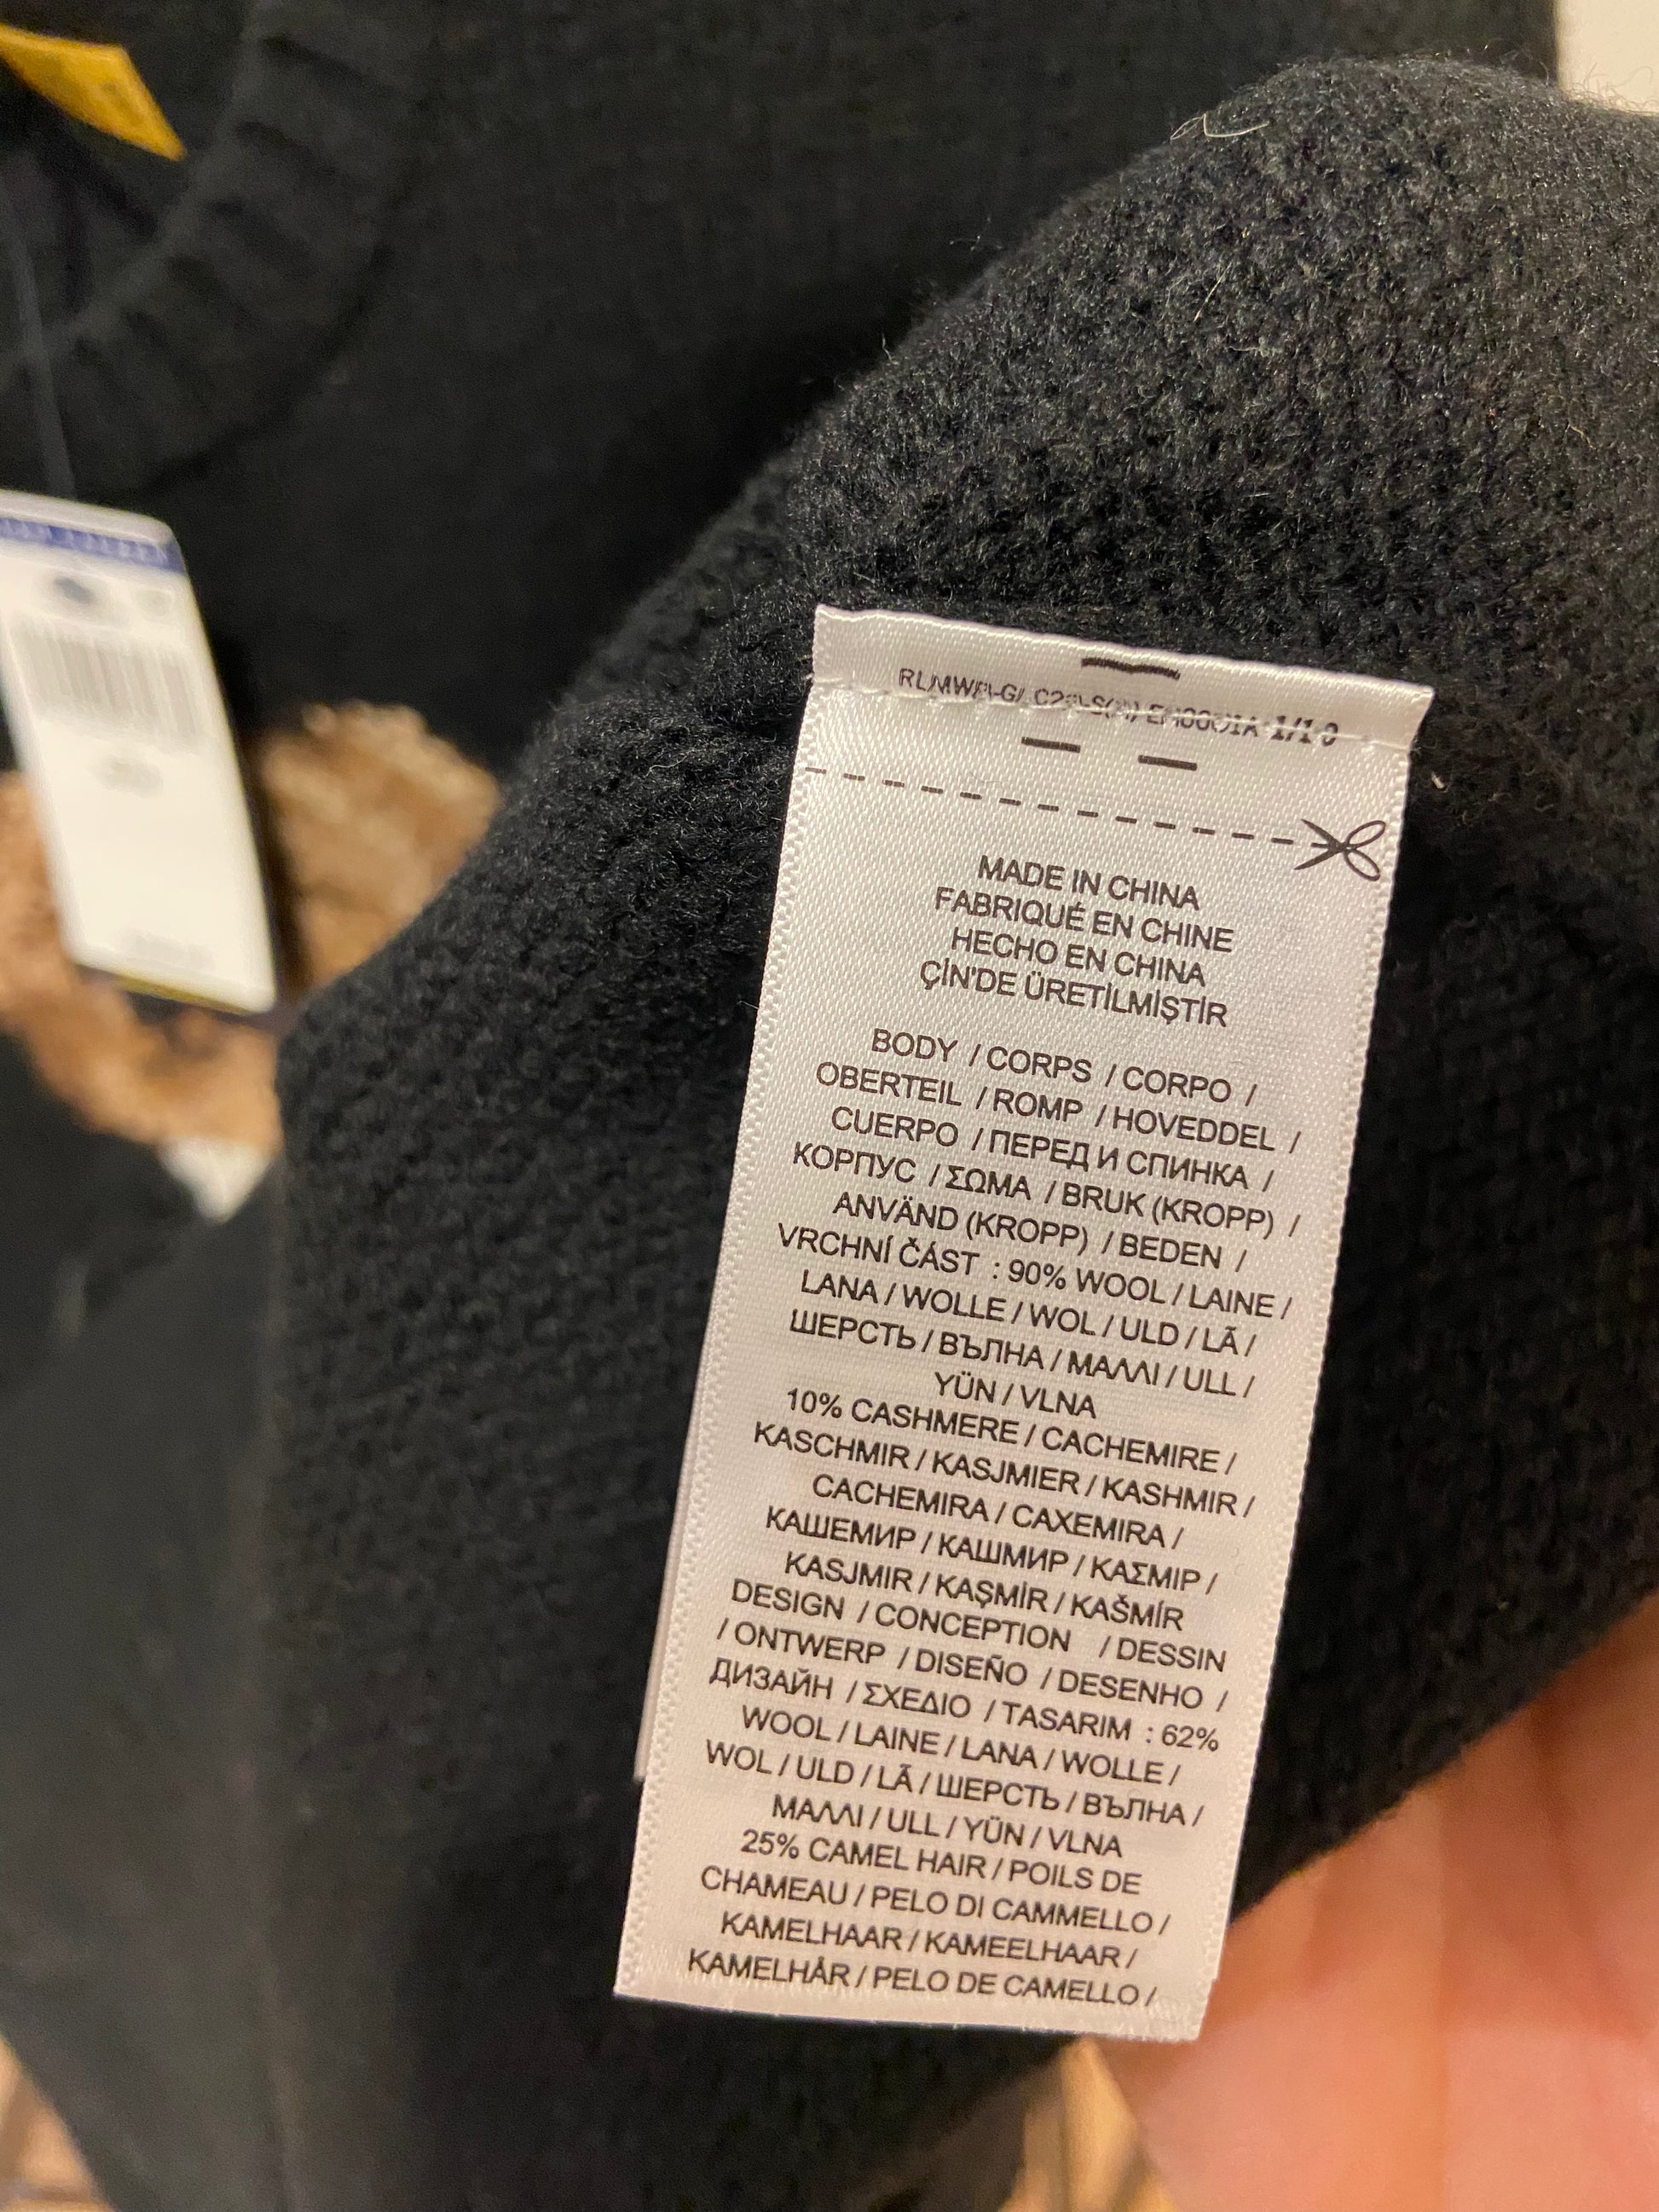 MADE IN CHINA
FABRIQUÉ EN CHINE
HECHO EN CHINA
ÇİN'DE ÜRETİLMİŞTİR
BODY / CORPS / CORPO /
OBERTEIL / ROMP / HOVEDDEL /
CUERPO / ПЕРЕД И СПИНКА /
КОРПУС / ΣΩΜΑ / BRUK (KROPP) /
ANVÄND (KROPP) / BEDEN /
VRCHNÍ ČÁST : 90% WOOL / LAINE /
LANA / WOLLE / WOL / ULD / LÃ /
ШЕРСТЬ / ВЪЛНА / ΜΑΛΛΙ / ULL /
YÜN / VLNA
10% CASHMERE / CACHEMIRE /
KASCHMIR / KASJMIER / KASHMIR /
CACHEMIRA / CAXEMIRA /
КАШЕМИР / КАШМИР / ΚΑΣΜΙΡ /
KASJMIR / KAŞMİR / KAŠMÍR
DESIGN / CONCEPTION / DESSIN
/ ONTWERP / DISEÑO / DESENHO /
ДИЗАЙН / ΣΧΕΔΙΟ / TASARIM : 62%
WOOL / LAINE / LANA / WOLLE /
WOL / ULD / LÃ / ШЕРСТЬ / ВЪЛНА /
ΜΑΛΛΙ / ULL / YÜN / VLNA
25% CAMEL HAIR / POILS DE
CHAMEAU / PELO DI CAMMELLO /
KAMELHAAR / KAMEELHAAR /
KAMELHÅR / PELO DE CAMELLO /